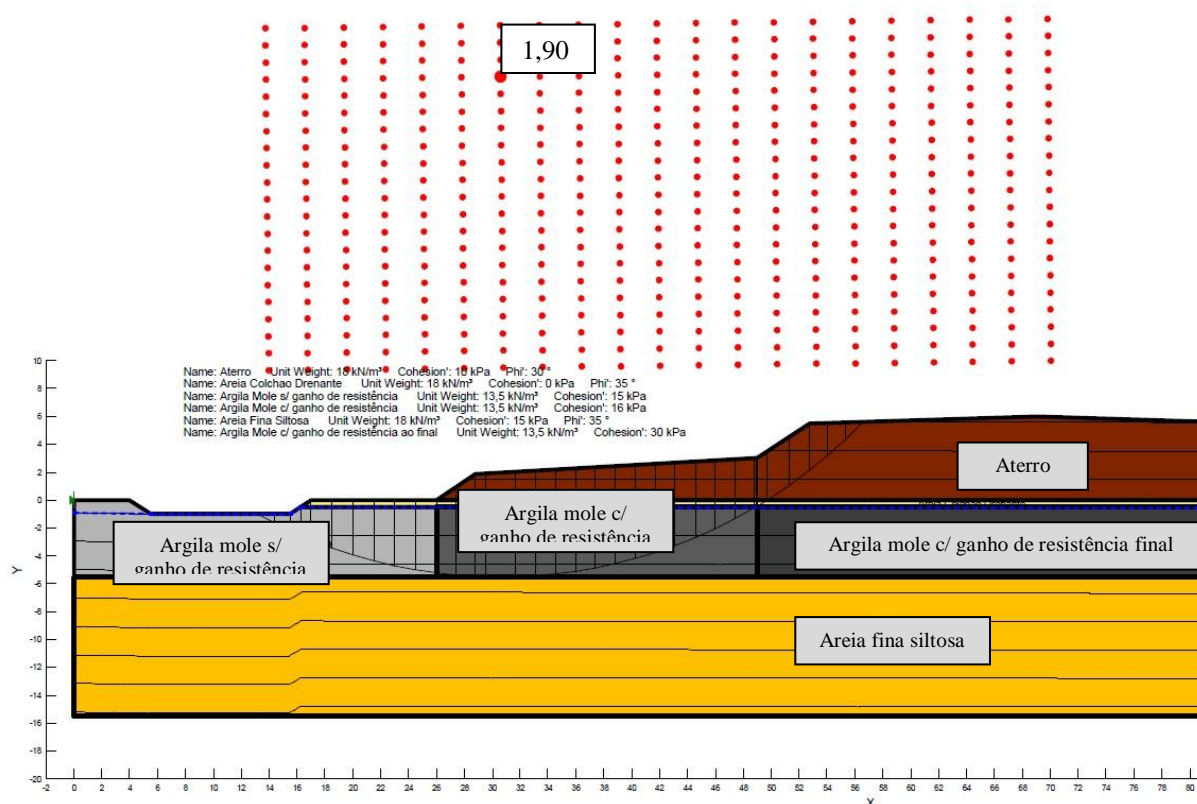 1,90
10
Name: Aterro Unit Weight: 18 kN/m³ Cohesion': 10 kPa Phi': 30 °
8
Name: Areia Colchao Drenante Unit Weight: 18 kN/m³ Cohesion': 0 kPa Phi': 35 °
Name: Argila Mole s/ ganho de resistência Unit Weight: 13,5 kN/m³ Cohesion': 15 kPa
Name: Argila Mole c/ ganho de resistência Unit Weight: 13,5 kN/m³ Cohesion': 16 kPa
6
Name: Areia Fina Siltosa Unit Weight: 18 kN/m³ Cohesion': 15 kPa Phi': 35 °
Name: Argila Mole c/ ganho de resistência ao final Unit Weight: 13,5 kN/m³ Cohesion': 30 kPa
4
2
Aterro
0
-2
Argila mole c/
ganho de resistência
Argila mole s/
ganho de resistência
Argila mole c/ ganho de resistência final
-4
Y
-6
-8
-10
Areia fina siltosa
-12
-14
-16
-18
-20
-2 0 2 4 6 8 10 12 14 16 18 20 22 24 26 28 30 32 34 36 38 40 42 44 46 48 50 52 54 56 58 60 62 64 66 68 70 72 74 76 78 80
X